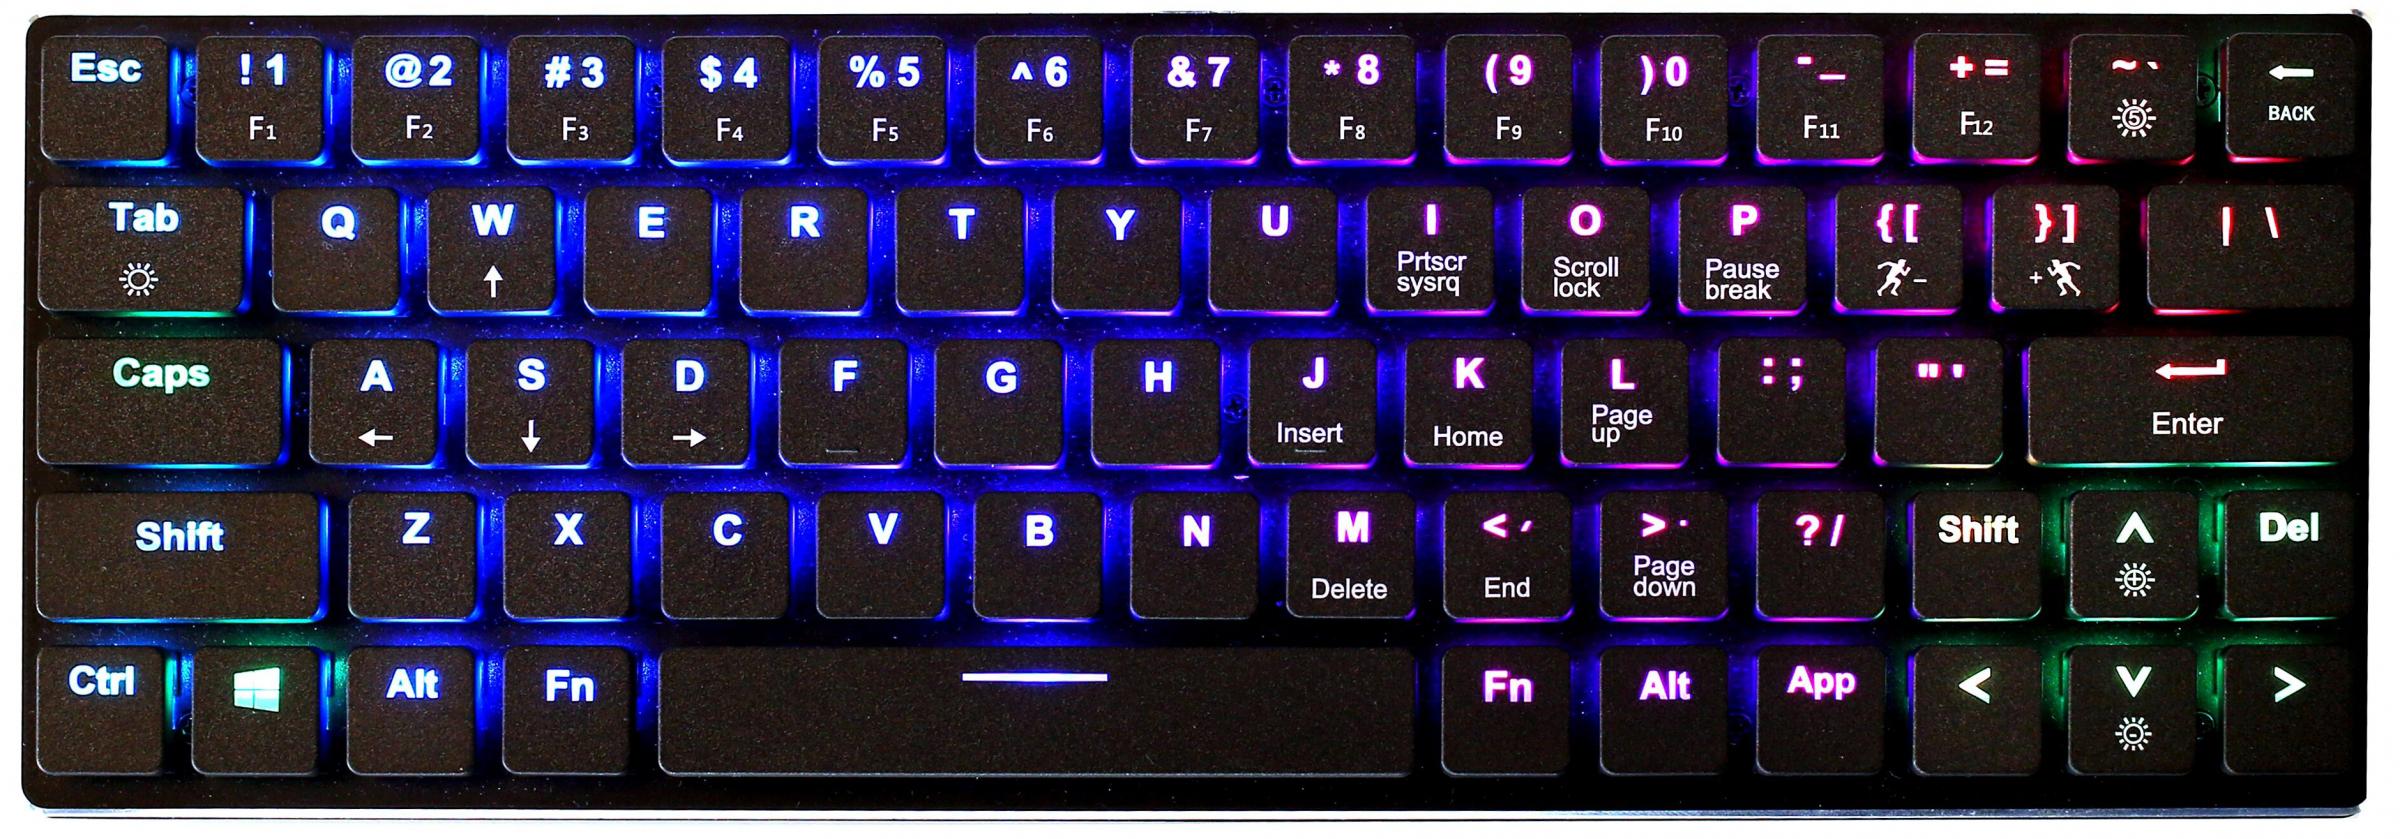 Esc ! 1 @ 2 # 3 $ 4 % 5 ^ 6 & 7 * 8 ( 9 ) 0 - _ + = ~ ` ←
F1 F2 F3 F4 F5 F6 F7 F8 F9 F10 F11 F12 5 BACK
Tab Q W E R T Y U I O P { [ } ] | \
↑ Prtscr Scroll Pause - +
sysrq lock break
Caps A S D F G H J K L : ; " ' ↵
← ↓ → Insert Home Page Enter
up
Shift Z X C V B N M < , > . ? / Shift ∧ Del
Delete End Page +
down
Ctrl Alt Fn Fn Alt App < ∨ >
-